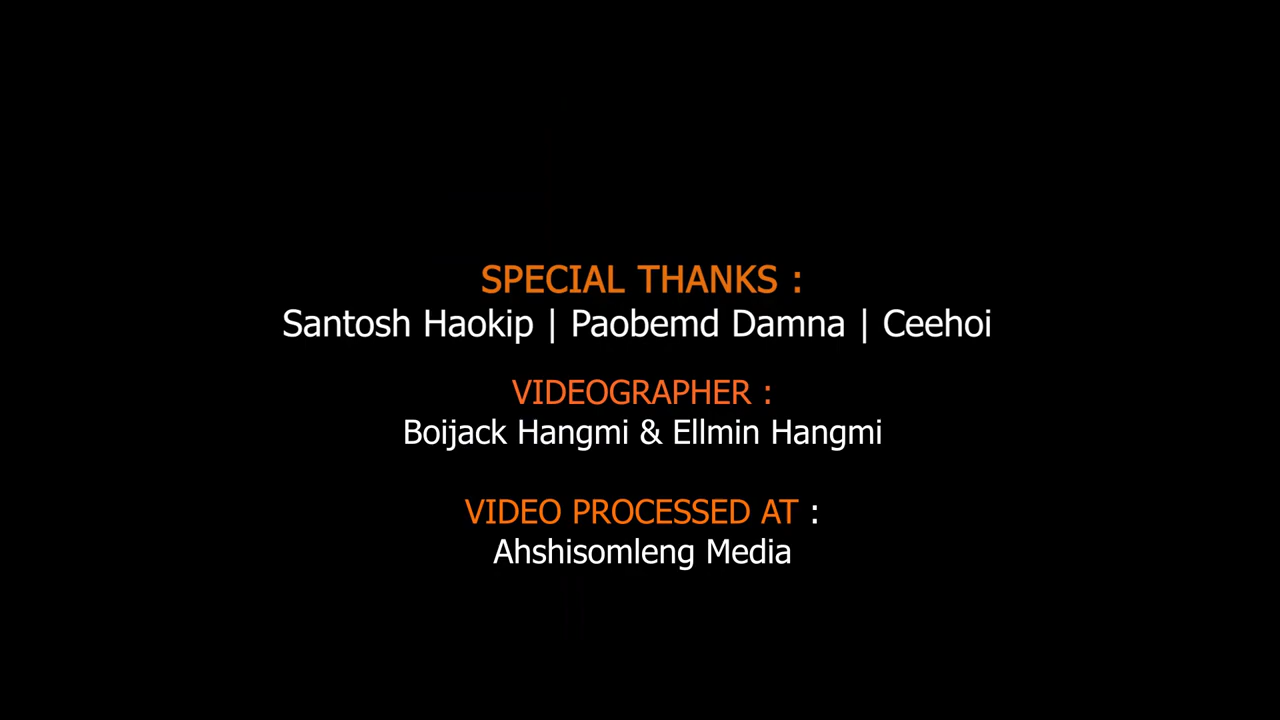 SPECIAL THANKS :
Santosh Haokip | Paobemd Damna | Ceehoi
VIDEOGRAPHER :
Boijack Hangmi & Ellmin Hangmi
VIDEO PROCESSED AT :
Ahshisomleng Media